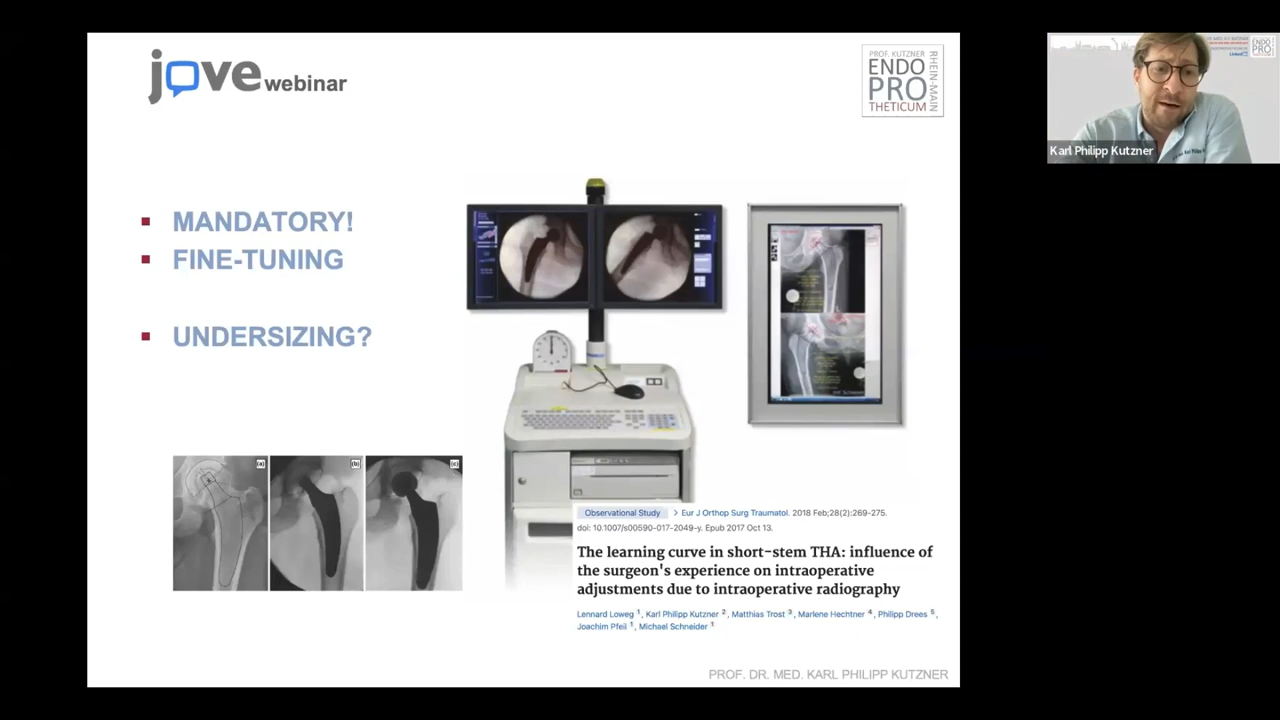 jove webinar
PROF. KUTZNER
ENDO
PRO
THETICUM
RHEIN-MAIN
Karl Philipp Kutzner
MANDATORY!
FINE-TUNING
UNDERSIZING?
(a)
(b)
(c)
Observational Study > Eur J Orthop Surg Traumatol. 2018 Feb;28(2):269-275.
doi: 10.1007/s00590-017-2049-y. Epub 2017 Oct 13.
The learning curve in short-stem THA: influence of
the surgeon's experience on intraoperative
adjustments due to intraoperative radiography
Lennard Loweg 1, Karl Philipp Kutzner 2, Matthias Trost 3, Marlene Hechtner 4, Philipp Drees 5,
Joachim Pfeil 1, Michael Schneider 1
PROF. DR. MED. KARL PHILIPP KUTZNER